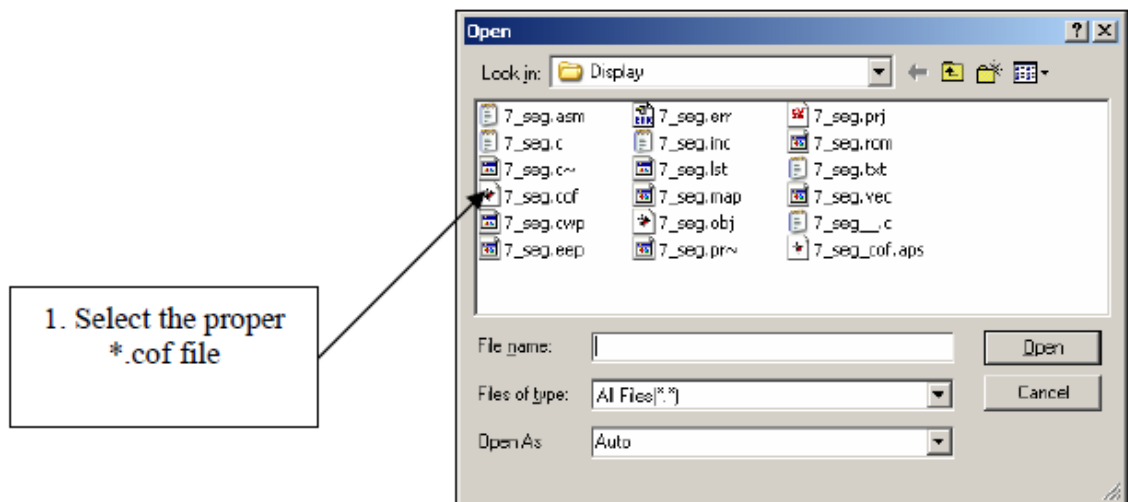 Open
Look in: Display
7_seg.asm
7_seg.c
7_seg.c~
7_seg.cof
7_seg.cwp
7_seg.eep
7_seg.err
7_seg.inc
7_seg.lst
7_seg.map
7_seg.obj
7_seg.pr~
7_seg.prj
7_seg.rom
7_seg.txt
7_seg.vec
7_seg__.c
7_seg_cof.aps
1. Select the proper
*.cof file
File name:
Open
Files of type: All Files(*.*)
Cancel
Open As Auto